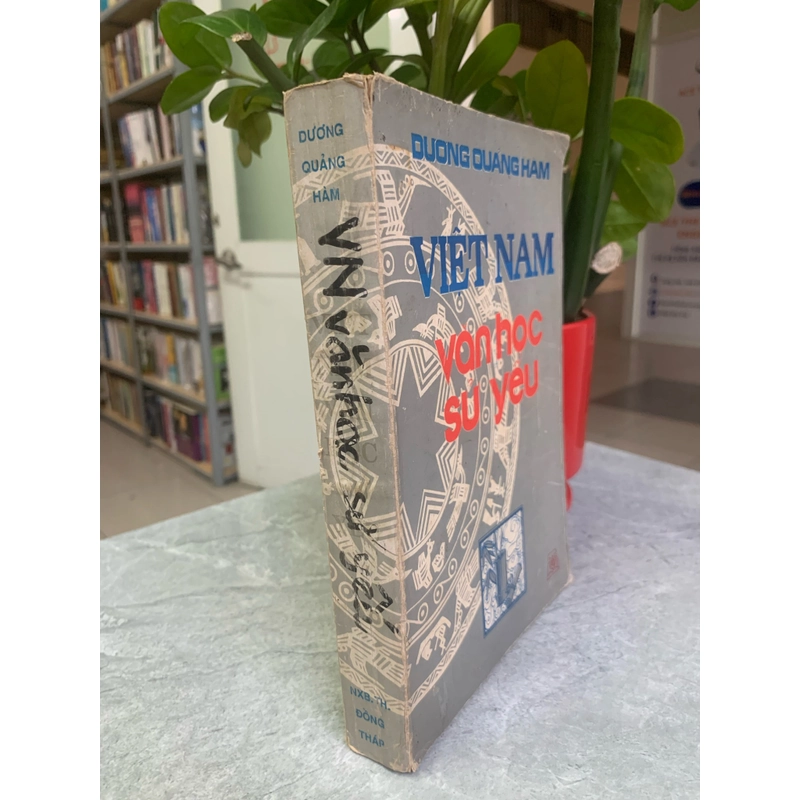 DƯƠNG
QUẢNG
HÀM
VN văn học sử yếu
NXB.TH.
ĐỒNG
THÁP
DƯƠNG QUẢNG HÀM
VIỆT NAM
văn học
sử yếu